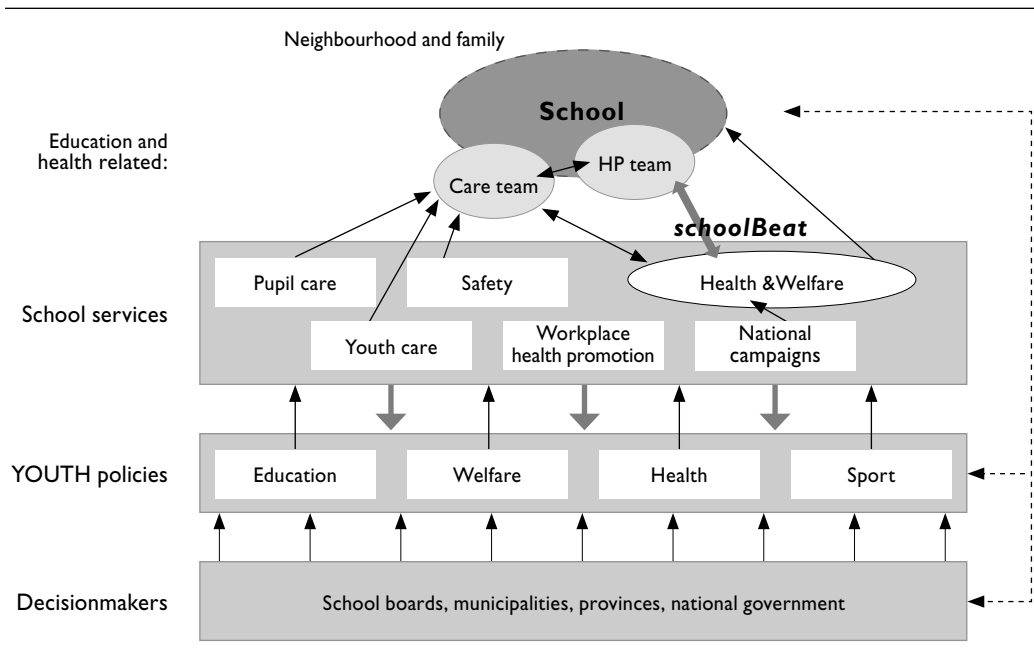 Neighbourhood and family
School
Education and
health related:
HP team
Care team
schoolBeat
Pupil care
Safety
Health &Welfare
School services
Youth care
Workplace
health promotion
National
campaigns
YOUTH policies
Education
Welfare
Health
Sport
Decisionmakers
School boards, municipalities, provinces, national government